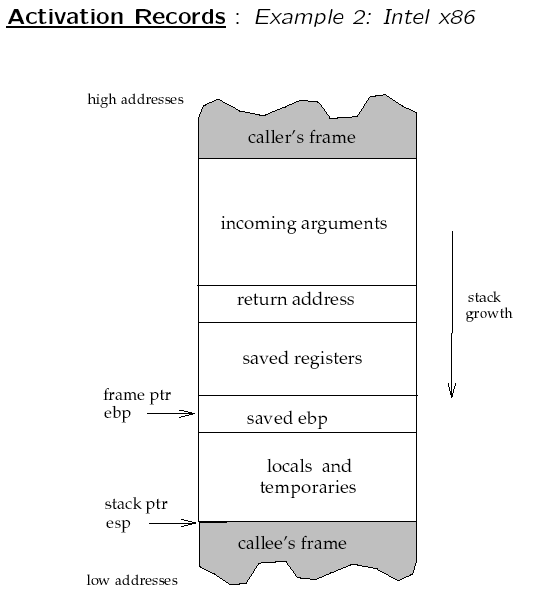 Activation Records : Example 2: Intel x86
high addresses
caller's frame
incoming arguments
return address
stack
growth
saved registers
frame ptr
ebp
saved ebp
locals and
temporaries
stack ptr
esp
callee's frame
low addresses